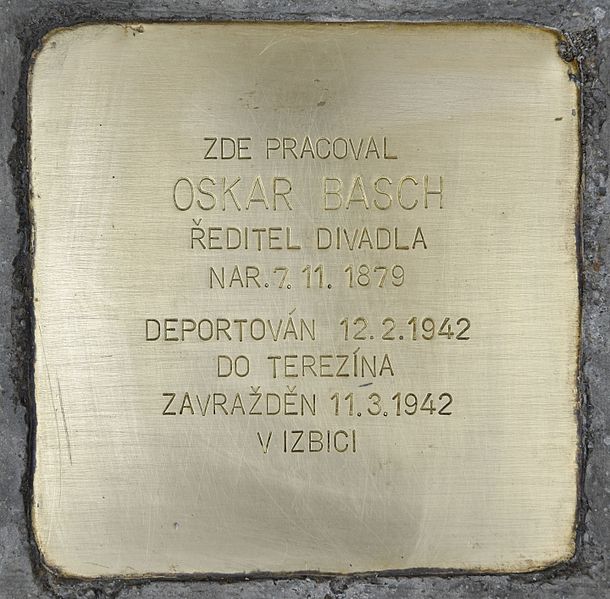 ZDE PRACOVAL
OSKAR BASCH
ŘEDITEL DIVADLA
NAR. 7. 11. 1879
DEPORTOVÁN 12. 2. 1942
DO TEREZÍNA
ZAVRAŽDĚN 11. 3. 1942
V IZBICI